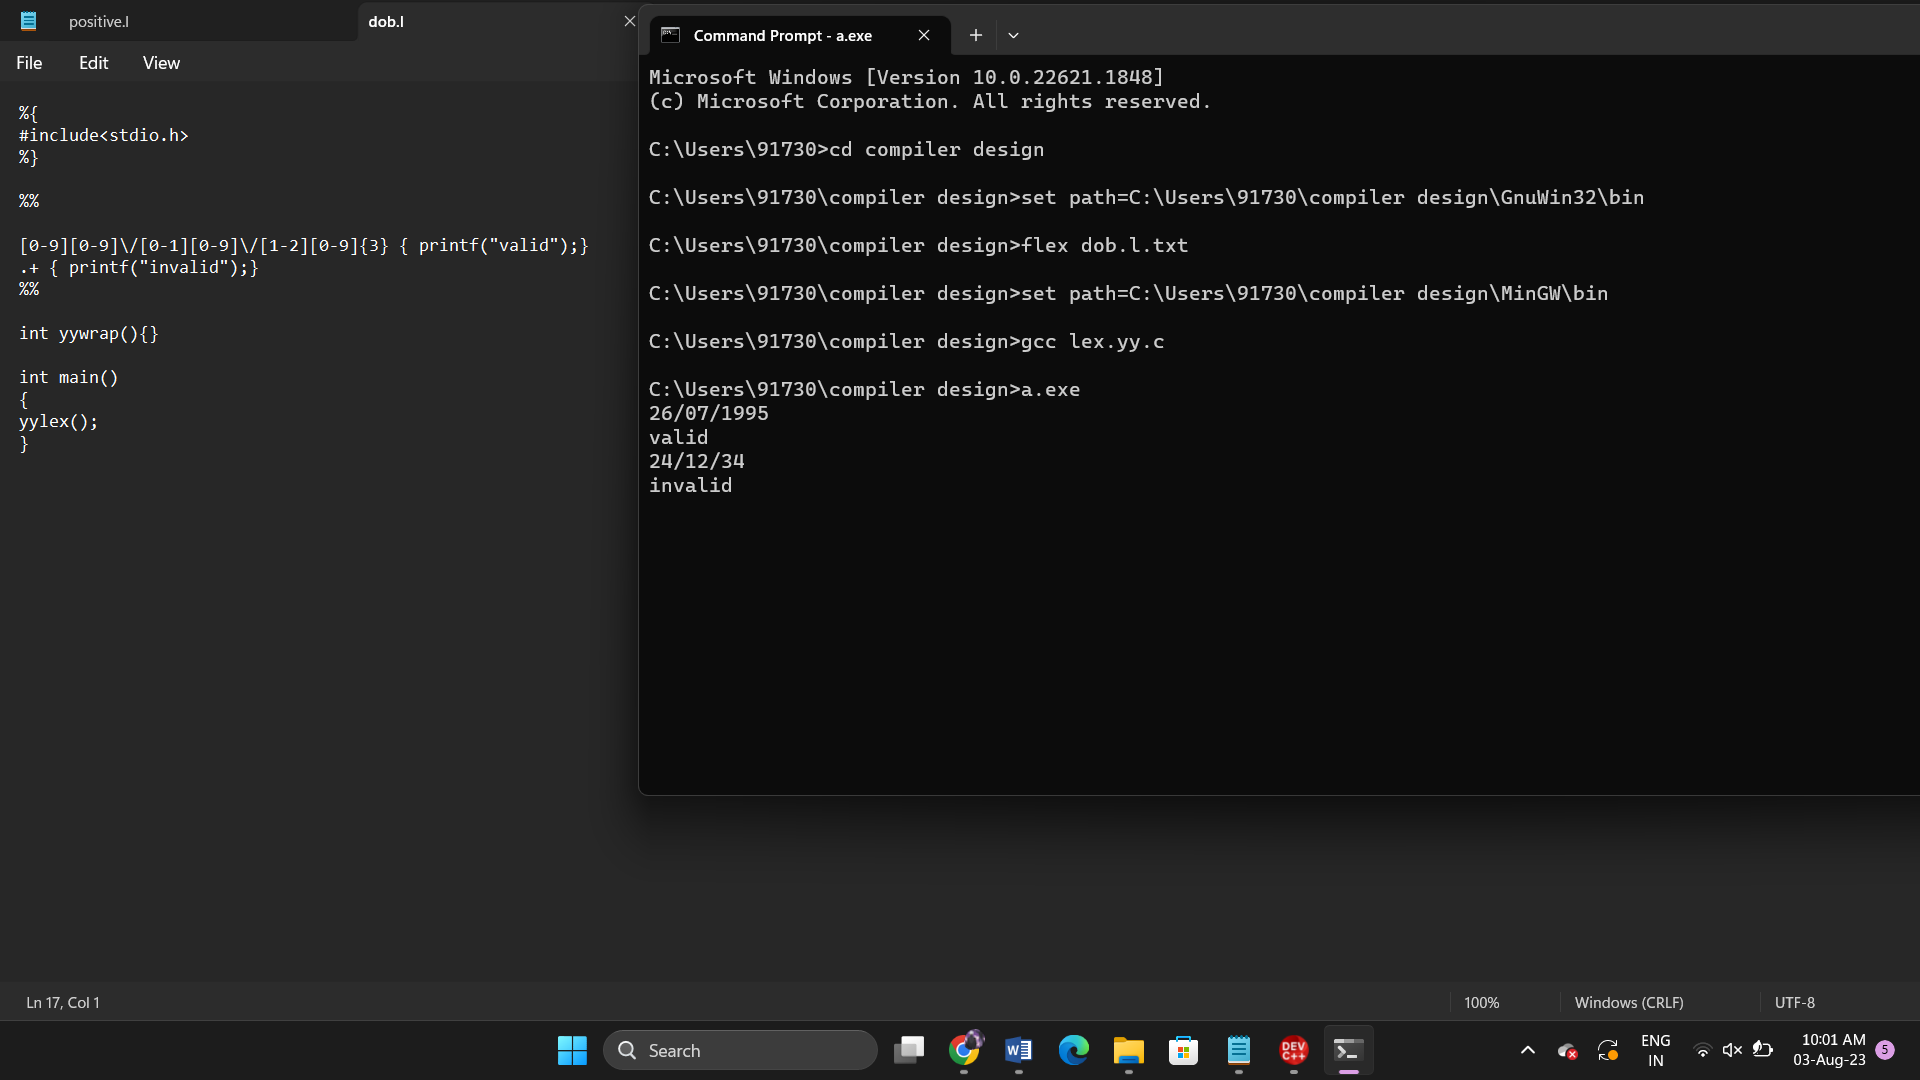 positive.l
dob.l
File Edit View
%{
#include<stdio.h>
%}
%%
[0-9][0-9]\/[0-1][0-9]\/[1-2][0-9]{3} { printf("valid");}
.+ { printf("invalid");}
%%
int yywrap(){}
int main()
{
yylex();
}
Command Prompt - a.exe
Microsoft Windows [Version 10.0.22621.1848]
(c) Microsoft Corporation. All rights reserved.
C:\Users\91730>cd compiler design
C:\Users\91730\compiler design>set path=C:\Users\91730\compiler design\GnuWin32\bin
C:\Users\91730\compiler design>flex dob.l.txt
C:\Users\91730\compiler design>set path=C:\Users\91730\compiler design\MinGW\bin
C:\Users\91730\compiler design>gcc lex.yy.c
C:\Users\91730\compiler design>a.exe
26/07/1995
valid
24/12/34
invalid
Ln 17, Col 1
100%
Windows (CRLF)
UTF-8
Search
DEV
C++
ENG
IN
10:01 AM
03-Aug-23
5